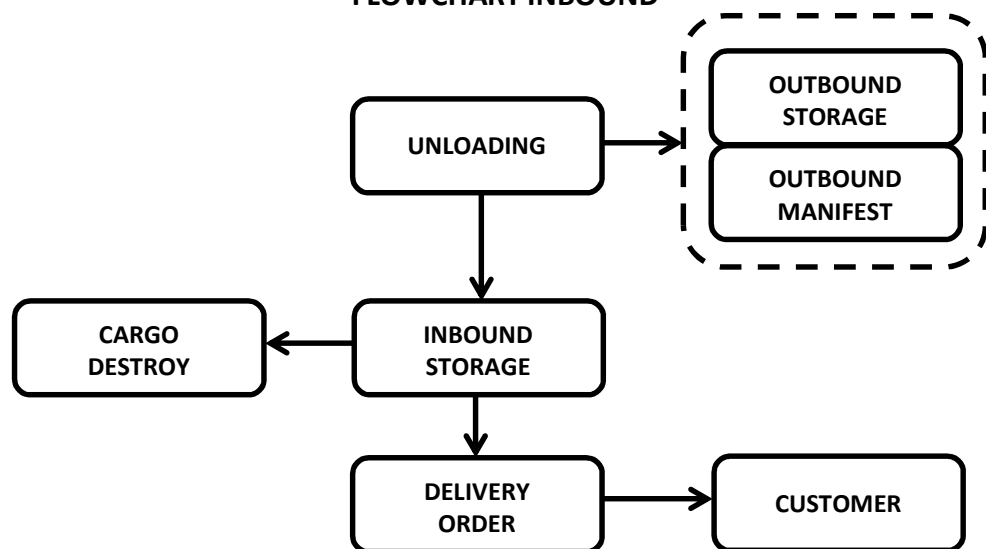 FLOWCHART INBOUND
OUTBOUND
STORAGE
UNLOADING
OUTBOUND
MANIFEST
CARGO
DESTROY
INBOUND
STORAGE
DELIVERY
ORDER
CUSTOMER